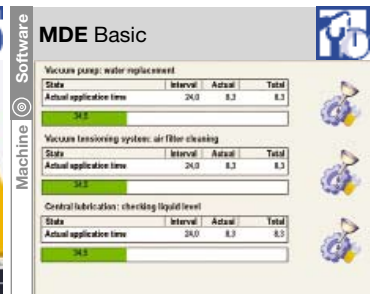 Machine Software
MDE Basic
Vacuum pump: water replacement
State Interval Actual Total
Actual application time 24,0 8,3 8,3
34,5
Vacuum tensioning system: air filter cleaning
State Interval Actual Total
Actual application time 24,0 8,3 8,3
34,5
Central lubrication: checking liquid level
State Interval Actual Total
Actual application time 24,0 8,3 8,3
34,5